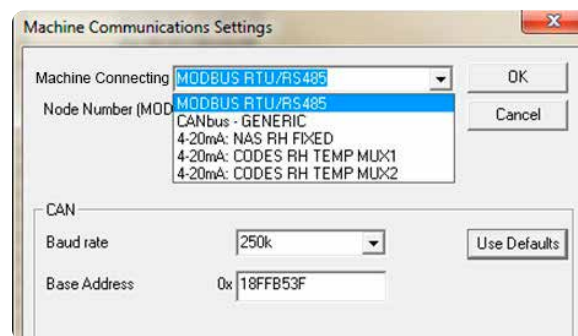 Machine Communications Settings
Machine Connecting MODBUS RTU/RS485 OK
Node Number (MOD MODBUS RTU/RS485 Cancel
CANbus - GENERIC
4-20mA: NAS RH FIXED
4-20mA: CODES RH TEMP MUX1
4-20mA: CODES RH TEMP MUX2
CAN
Baud rate 250k Use Defaults
Base Address 0x 18FFB53F